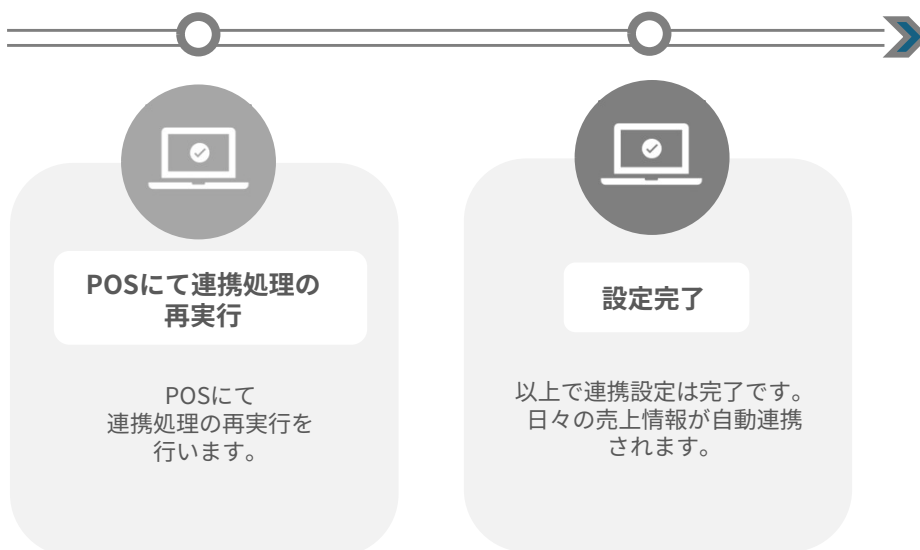 POSにて連携処理の
再実行
POSにて
連携処理の再実行を
行います。
設定完了
以上で連携設定は完了です。
日々の売上情報が自動連携
されます。